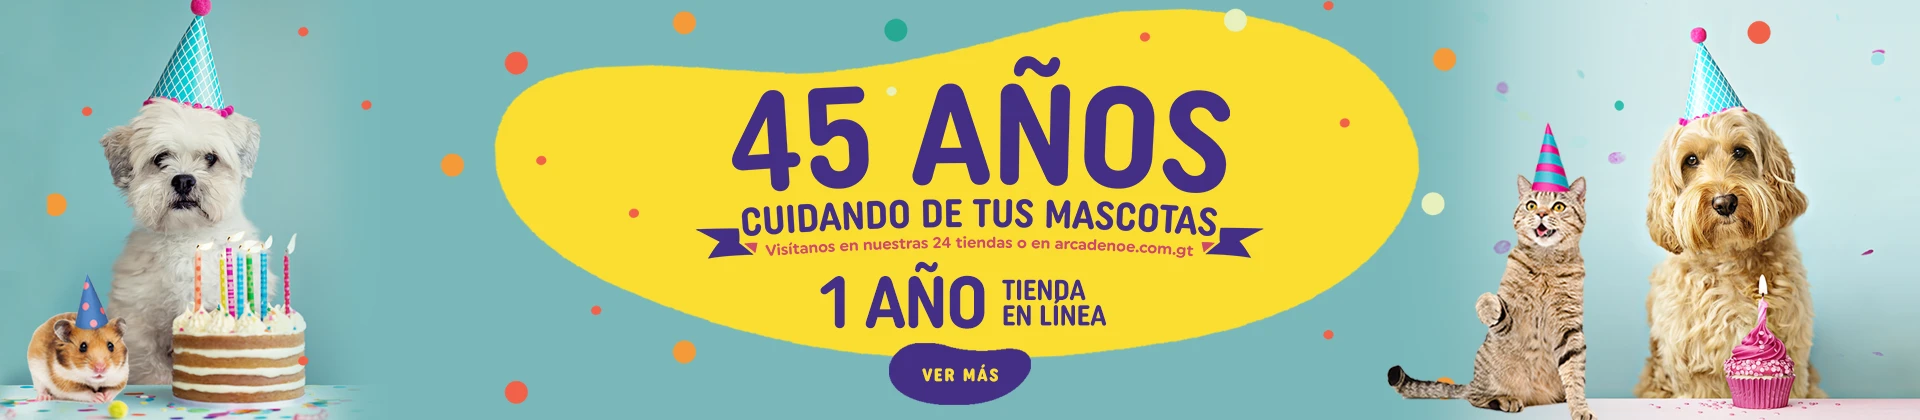 45 AÑOS
CUIDANDO DE TUS MASCOTAS
Visítanos en nuestras 24 tiendas o en arcadenoe.com.gt
1 AÑO TIENDA
EN LÍNEA
VER MÁS